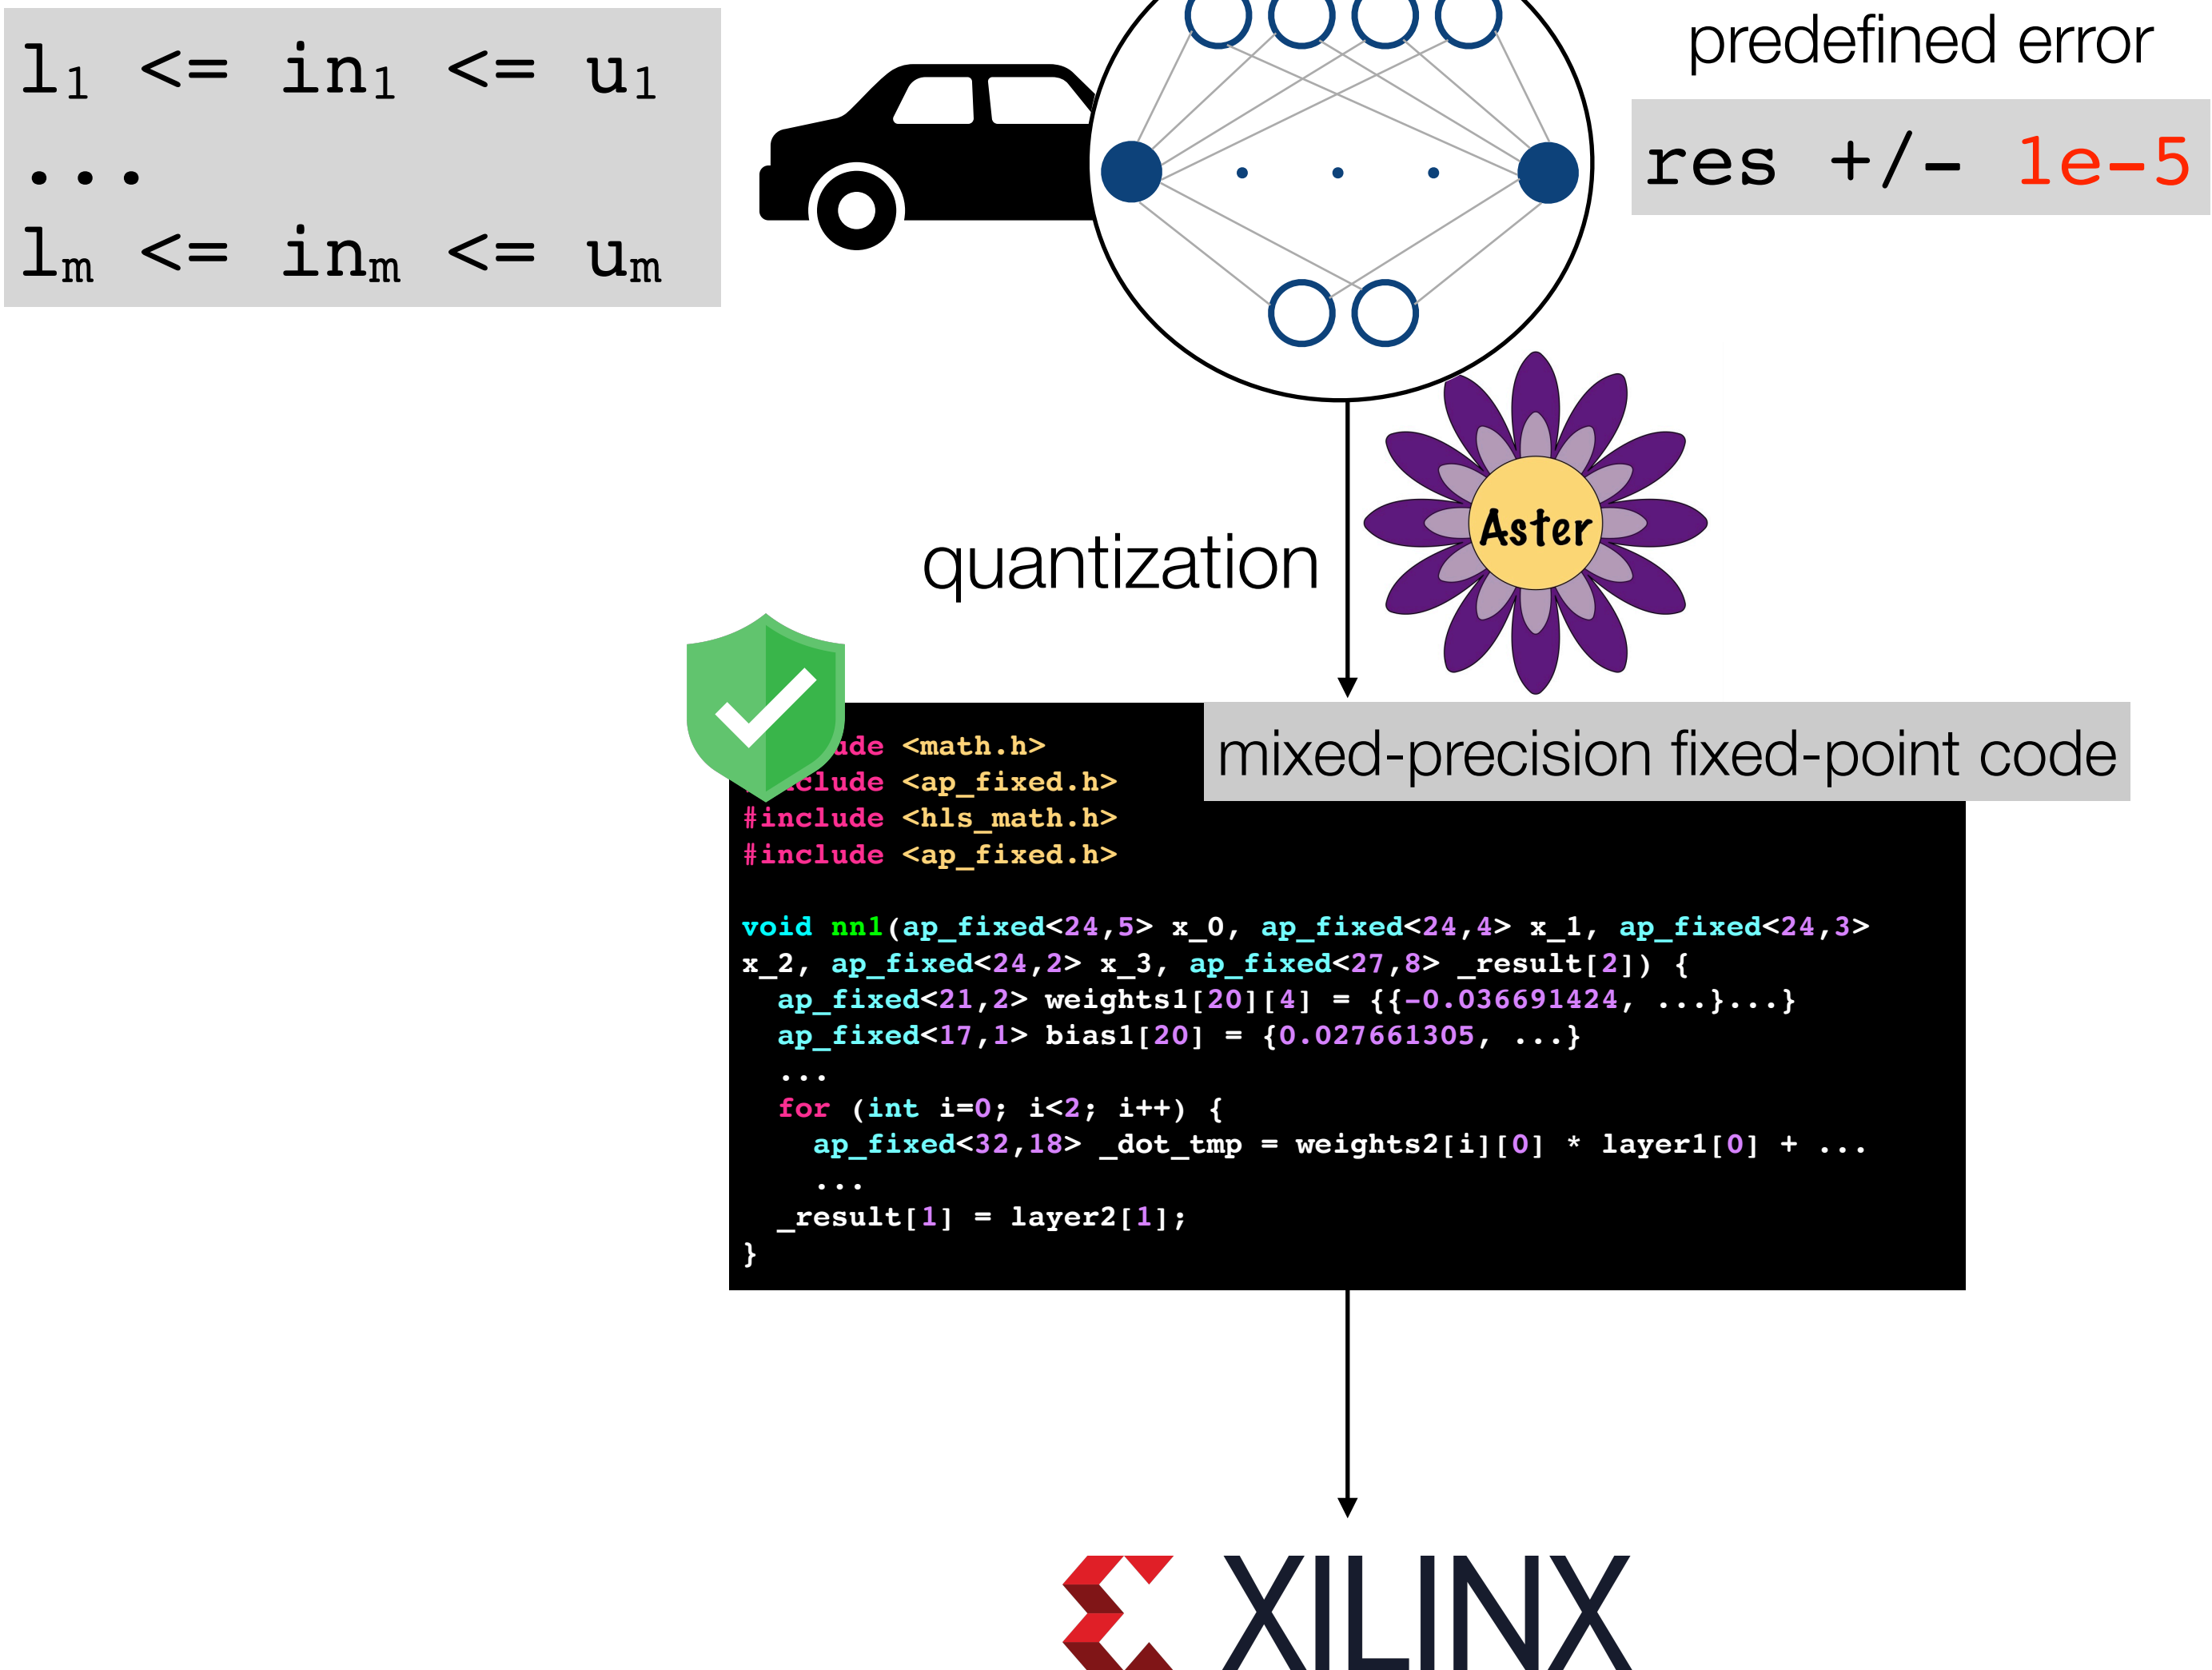 l₁ <= in₁ <= u₁
...
lₘ <= inₘ <= uₘ
predefined error
res +/- 1e-5
Aster
quantization
mixed-precision fixed-point code
ude <math.h>
clude <ap_fixed.h>
#include <hls_math.h>
#include <ap_fixed.h>
void nn1(ap_fixed<24,5> x_0, ap_fixed<24,4> x_1, ap_fixed<24,3>
x_2, ap_fixed<24,2> x_3, ap_fixed<27,8> _result[2]) {
ap_fixed<21,2> weights1[20][4] = {{-0.036691424, ...}...}
ap_fixed<17,1> bias1[20] = {0.027661305, ...}
...
for (int i=0; i<2; i++) {
ap_fixed<32,18> _dot_tmp = weights2[i][0] * layer1[0] + ...
...
_result[1] = layer2[1];
}
XILINX